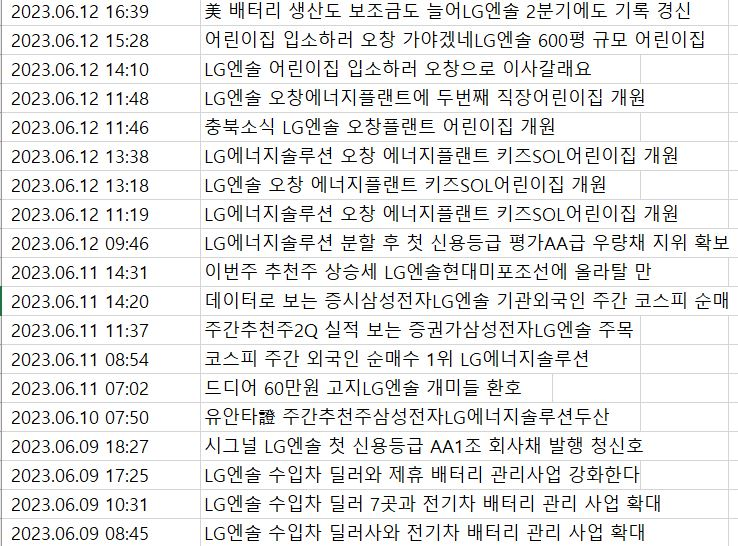 2023.06.12 16:39 美 배터리 생산도 보조금도 늘어LG엔솔 2분기에도 기록 경신
2023.06.12 15:28 어린이집 입소하러 오창 가야겠네LG엔솔 600평 규모 어린이집
2023.06.12 14:10 LG엔솔 어린이집 입소하러 오창으로 이사갈래요
2023.06.12 11:48 LG엔솔 오창에너지플랜트에 두번째 직장어린이집 개원
2023.06.12 11:46 충북소식 LG엔솔 오창플랜트 어린이집 개원
2023.06.12 13:38 LG에너지솔루션 오창 에너지플랜트 키즈SOL어린이집 개원
2023.06.12 13:18 LG엔솔 오창 에너지플랜트 키즈SOL어린이집 개원
2023.06.12 11:19 LG에너지솔루션 오창 에너지플랜트 키즈SOL어린이집 개원
2023.06.12 09:46 LG에너지솔루션 분할 후 첫 신용등급 평가AA급 우량채 지위 확보
2023.06.11 14:31 이번주 추천주 상승세 LG엔솔현대미포조선에 올라탈 만
2023.06.11 14:20 데이터로 보는 증시삼성전자LG엔솔 기관외국인 주간 코스피 순매
2023.06.11 11:37 주간추천주2Q 실적 보는 증권가삼성전자LG엔솔 주목
2023.06.11 08:54 코스피 주간 외국인 순매수 1위 LG에너지솔루션
2023.06.11 07:02 드디어 60만원 고지LG엔솔 개미들 환호
2023.06.10 07:50 유안타證 주간추천주삼성전자LG에너지솔루션두산
2023.06.09 18:27 시그널 LG엔솔 첫 신용등급 AA1조 회사채 발행 청신호
2023.06.09 17:25 LG엔솔 수입차 딜러와 제휴 배터리 관리사업 강화한다
2023.06.09 10:31 LG엔솔 수입차 딜러 7곳과 전기차 배터리 관리 사업 확대
2023.06.09 08:45 LG엔솔 수입차 딜러사와 전기차 배터리 관리 사업 확대